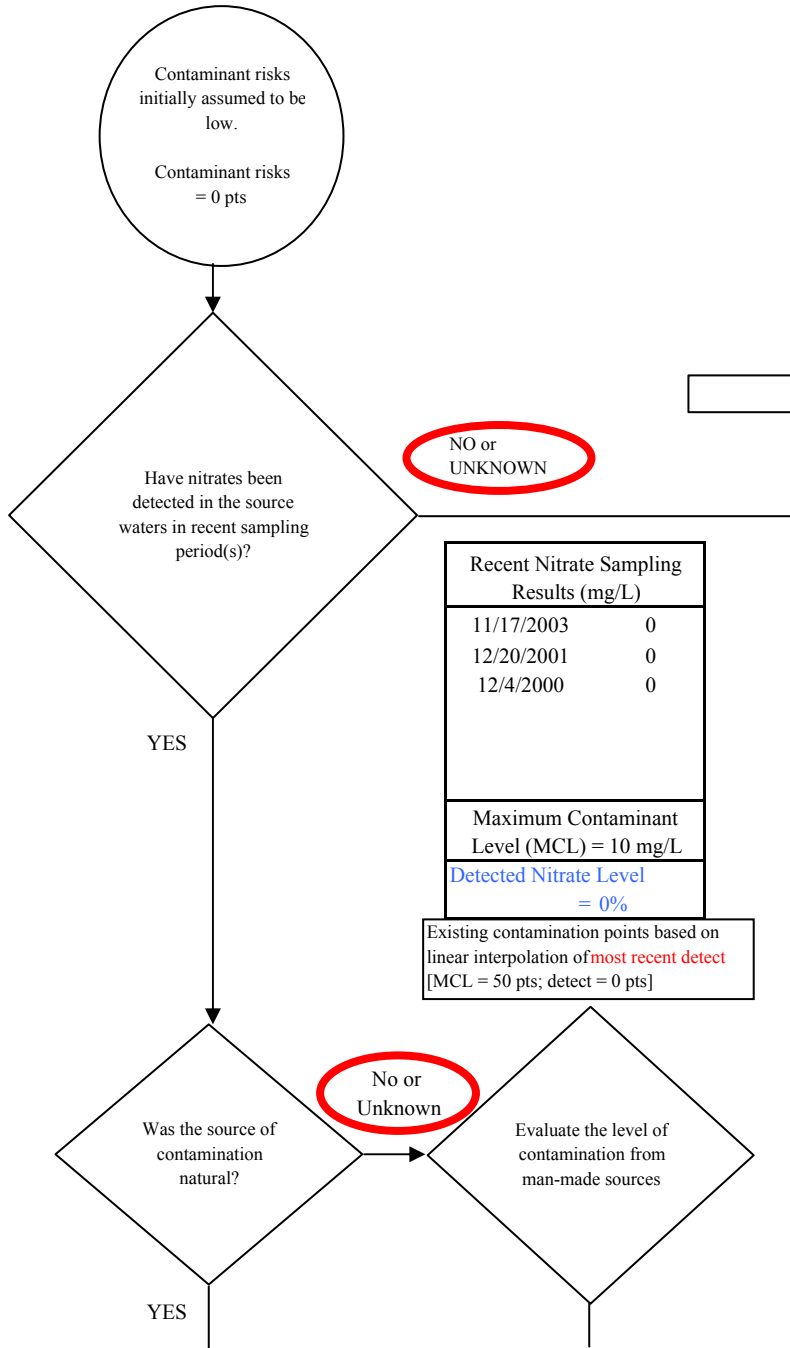 Contaminant risks
initially assumed to be
low.
Contaminant risks
= 0 pts
Have nitrates been
detected in the source
waters in recent sampling
period(s)?
NO or
UNKNOWN
Recent Nitrate Sampling
Results (mg/L)
11/17/2003 0
12/20/2001 0
12/4/2000 0
Maximum Contaminant
Level (MCL) = 10 mg/L
Detected Nitrate Level
= 0%
Existing contamination points based on
linear interpolation of most recent detect
[MCL = 50 pts; detect = 0 pts]
YES
Was the source of
contamination
natural?
No or
Unknown
Evaluate the level of
contamination from
man-made sources
YES